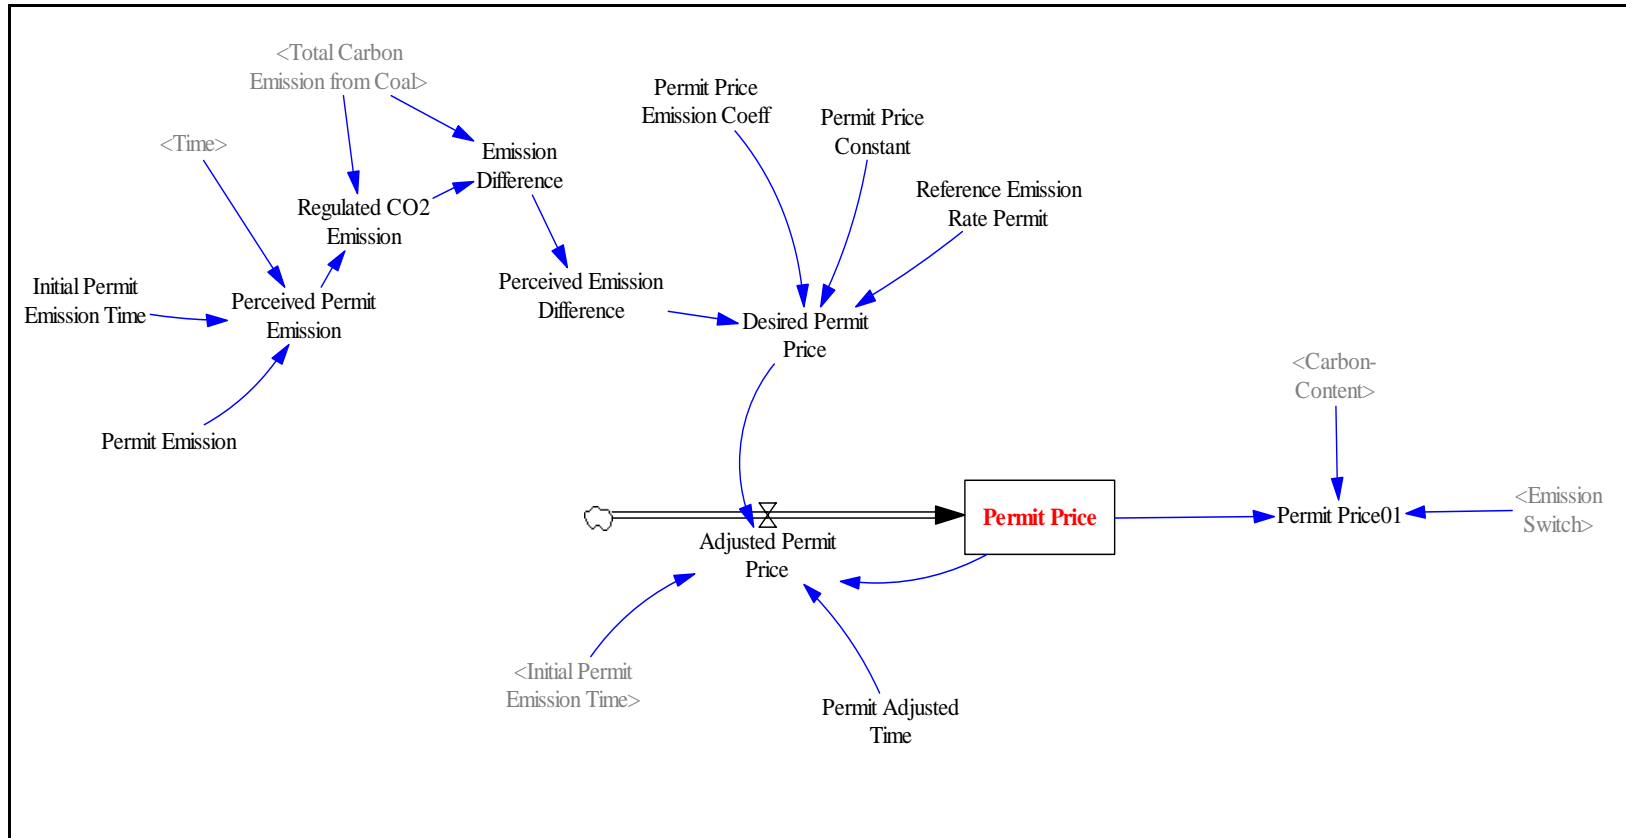 <Total Carbon
Emission from Coal>
Permit Price
Emission Coeff
Permit Price
Constant
<Time>
Emission
Difference
Reference Emission
Rate Permit
Regulated CO2
Emission
Perceived Emission
Difference
Initial Permit
Emission Time
Perceived Permit
Emission
Desired Permit
Price
<Carbon-
Content>
Permit Emission
Permit Price
Permit Price01
<Emission
Switch>
Adjusted Permit
Price
<Initial Permit
Emission Time>
Permit Adjusted
Time